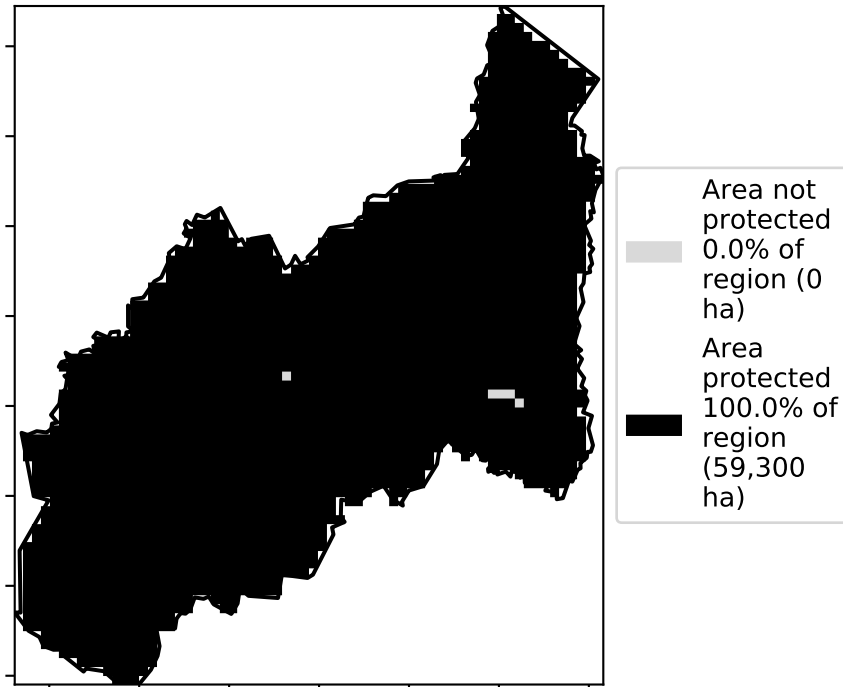 Area not
protected
0.0% of
region (0
ha)
Area
protected
100.0% of
region
(59,300
ha)